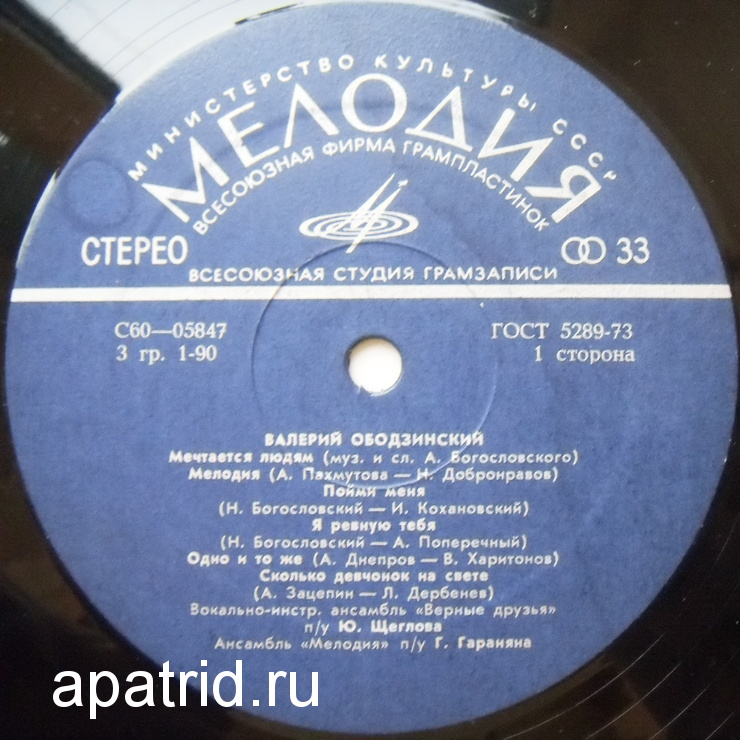 МИНИСТЕРСТВО КУЛЬТУРЫ СССР
МЕЛОДИЯ
ВСЕСОЮЗНАЯ ФИРМА ГРАМПЛАСТИНОК
СТЕРЕО
33
ВСЕСОЮЗНАЯ СТУДИЯ ГРАМЗАПИСИ
С60—05847
ГОСТ 5289-73
3 гр. 1-90
1 сторона
ВАЛЕРИЙ ОБОДЗИНСКИЙ
Мечтается людям (муз. и сл. А. Богословского)
Мелодия (А. Пахмутова — Н. Добронравов)
Пойми меня
(Н. Богословский — И. Кохановский)
Я ревную тебя
(Н. Богословский — А. Поперечный)
Одно и то же (А. Днепров — В. Харитонов)
Сколько девчонок на свете
(А. Зацепин — Л. Дербенев)
Вокально-инстр. ансамбль «Верные друзья»
п/у Ю. Щеглова
Ансамбль «Мелодия» п/у Г. Гараняна
apatrid.ru